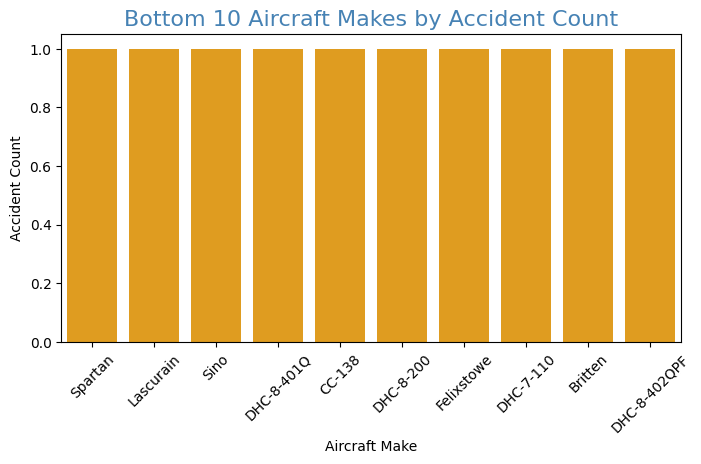 Bottom 10 Aircraft Makes by Accident Count
Accident Count
1.0
0.8
0.6
0.4
0.2
0.0
Spartan
Lascurain
Sino
DHC-8-401Q
CC-138
DHC-8-200
Felixstowe
DHC-7-110
Britten
DHC-8-402QPF
Aircraft Make